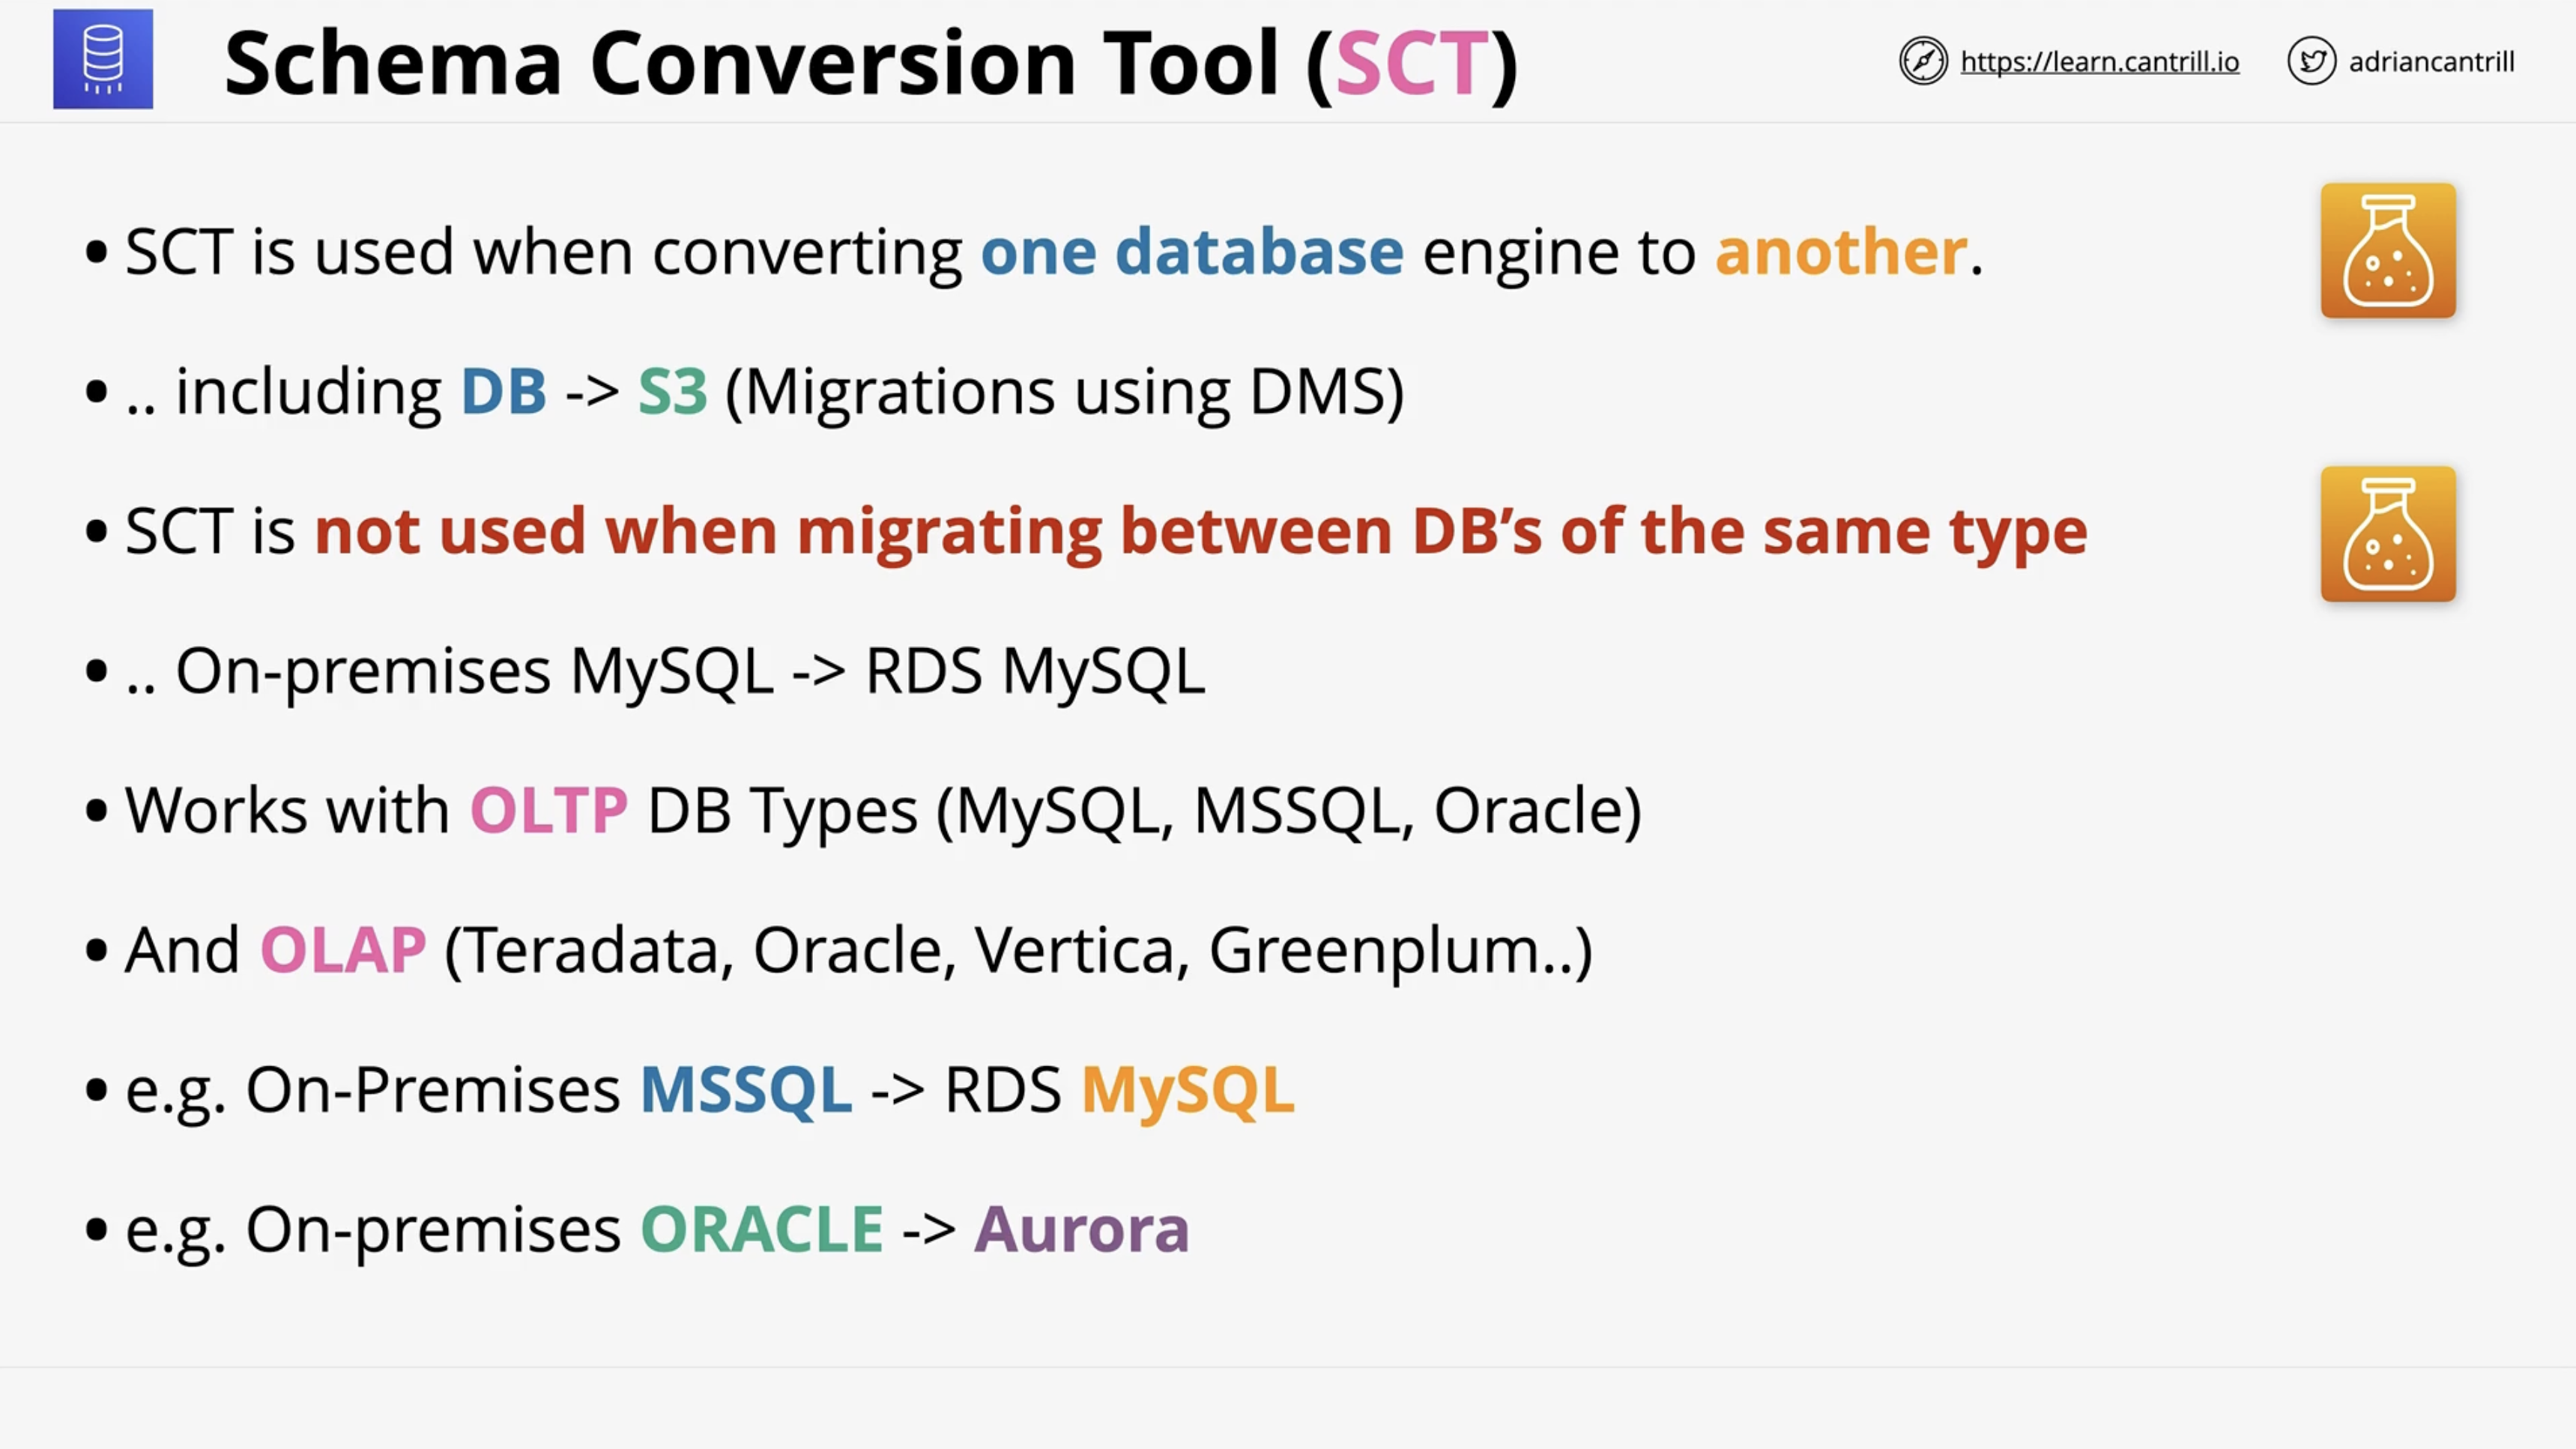 Schema Conversion Tool (SCT)
https://learn.cantrill.io
adriancantrill
• SCT is used when converting one database engine to another.
• .. including DB -> S3 (Migrations using DMS)
• SCT is not used when migrating between DB’s of the same type
• .. On-premises MySQL -> RDS MySQL
• Works with OLTP DB Types (MySQL, MSSQL, Oracle)
• And OLAP (Teradata, Oracle, Vertica, Greenplum..)
• e.g. On-Premises MSSQL -> RDS MySQL
• e.g. On-premises ORACLE -> Aurora